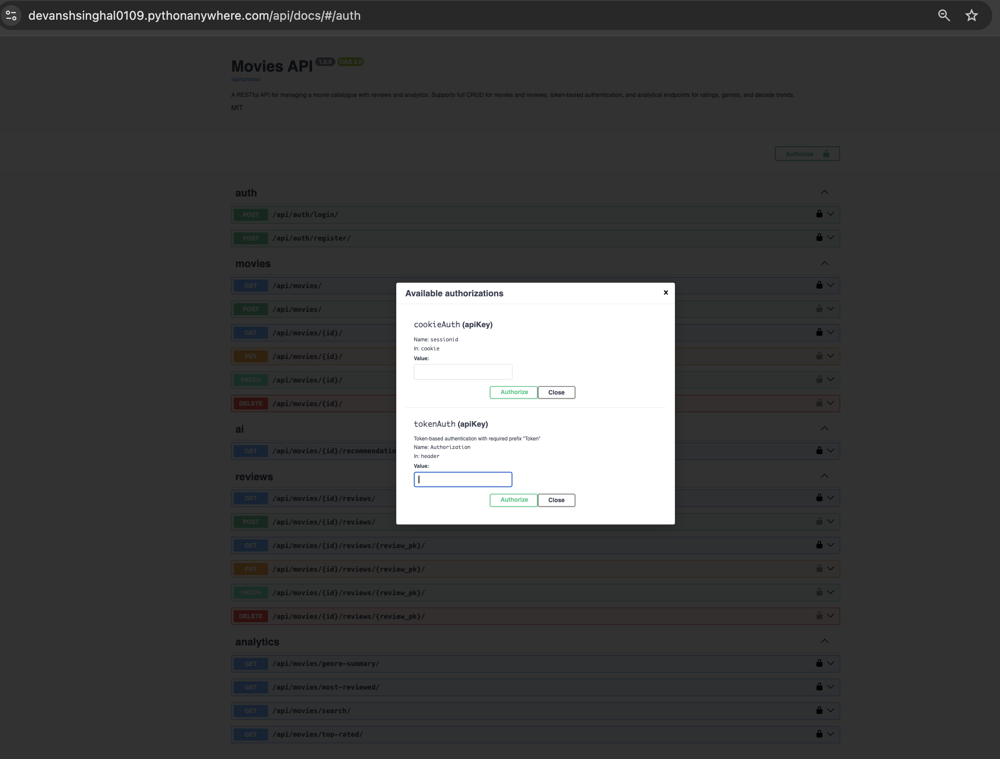 devanshsinghal0109.pythonanywhere.com/api/docs/#/auth
Movies API 1.0.0 OAS 3.0
/api/schema/
A RESTful API for managing a movie catalogue with reviews and analytics. Supports full CRUD for movies and reviews, token-based authentication, and analytical endpoints for ratings, genres, and decade trends.
MIT
Authorize
auth
POST /api/auth/login/
POST /api/auth/register/
movies
GET /api/movies/
POST /api/movies/
GET /api/movies/{id}/
PUT /api/movies/{id}/
PATCH /api/movies/{id}/
DELETE /api/movies/{id}/
ai
GET /api/movies/{id}/recommendatio
reviews
GET /api/movies/{id}/reviews/
POST /api/movies/{id}/reviews/
GET /api/movies/{id}/reviews/{review_pk}/
PUT /api/movies/{id}/reviews/{review_pk}/
PATCH /api/movies/{id}/reviews/{review_pk}/
DELETE /api/movies/{id}/reviews/{review_pk}/
analytics
GET /api/movies/genre-summary/
GET /api/movies/most-reviewed/
GET /api/movies/search/
GET /api/movies/top-rated/
Available authorizations
cookieAuth (apiKey)
Name: sessionid
In: cookie
Value:
Authorize Close
tokenAuth (apiKey)
Token-based authentication with required prefix "Token"
Name: Authorization
In: header
Value:
Authorize Close